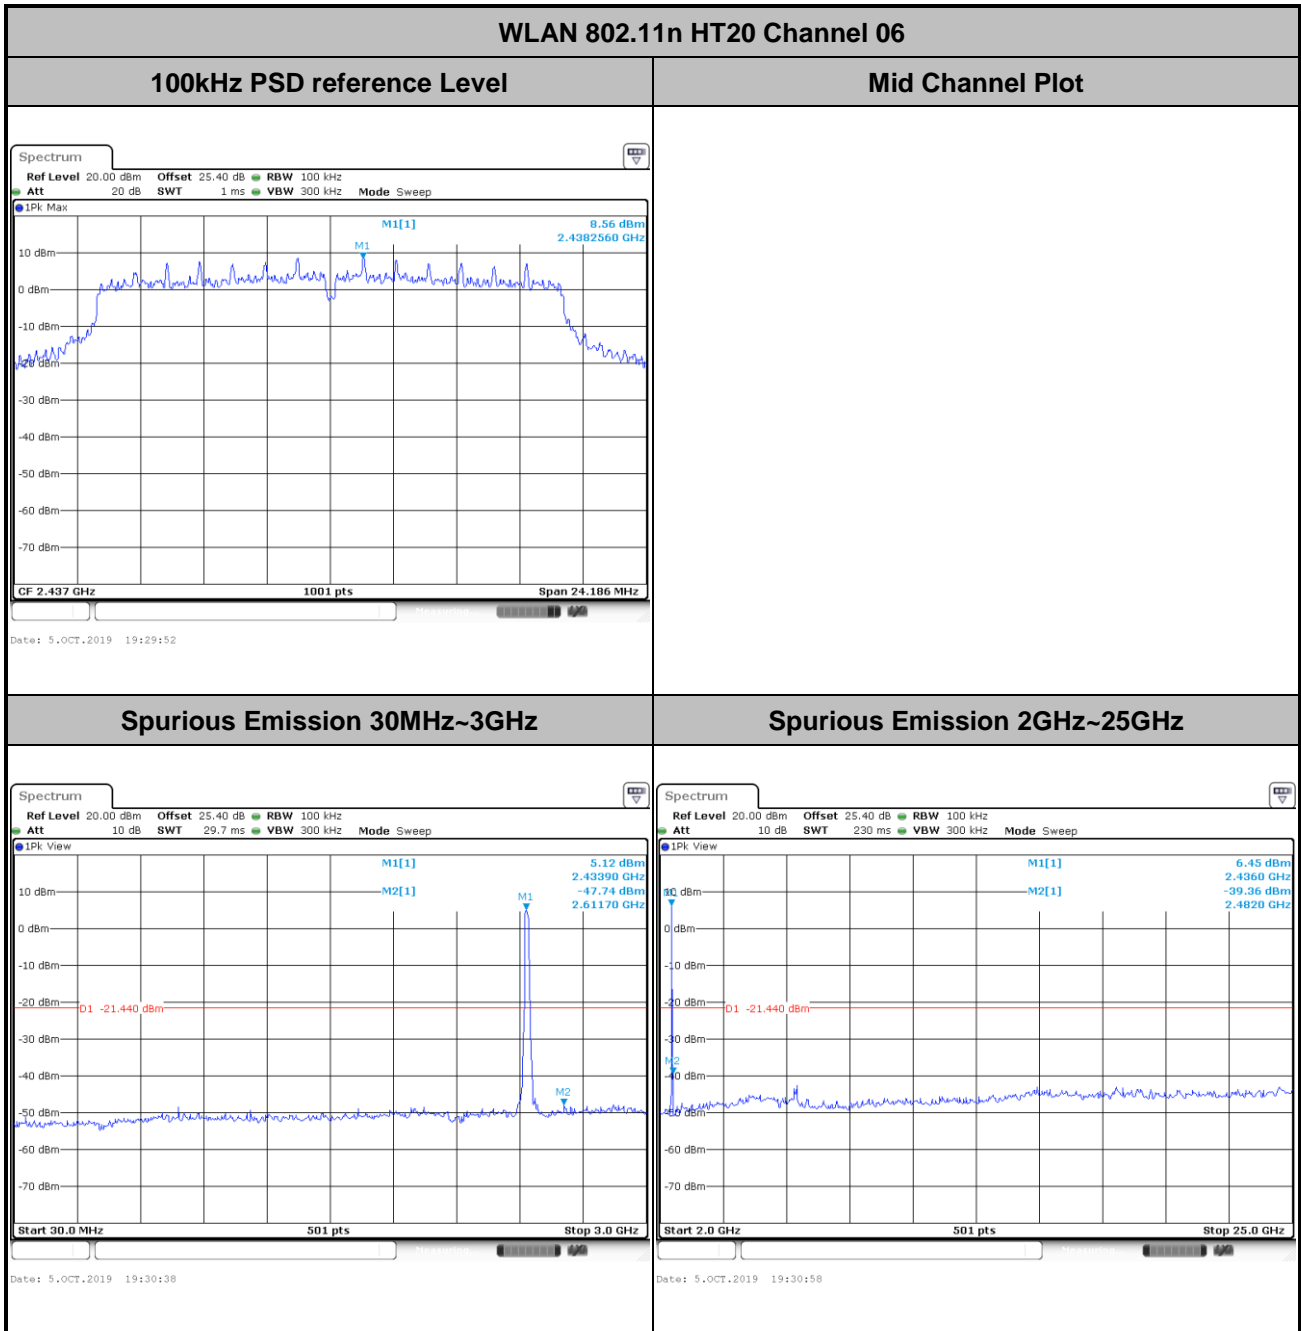 WLAN 802.11n HT20 Channel 06
100kHz PSD reference Level
Mid Channel Plot
Spectrum
Ref Level 20.00 dBm Offset 25.40 dB RBW 100 kHz
Att 20 dB SWT 1 ms VBW 300 kHz Mode Sweep
1Pk Max
M1[1] 8.56 dBm
2.4382560 GHz
M1
10 dBm
0 dBm
-10 dBm
-20 dBm
-30 dBm
-40 dBm
-50 dBm
-60 dBm
-70 dBm
CF 2.437 GHz 1001 pts Span 24.186 MHz
Measuring
Date: 5.OCT.2019 19:29:52
Spurious Emission 30MHz~3GHz
Spurious Emission 2GHz~25GHz
Spectrum
Ref Level 20.00 dBm Offset 25.40 dB RBW 100 kHz
Att 10 dB SWT 29.7 ms VBW 300 kHz Mode Sweep
1Pk View
M1[1] 5.12 dBm
2.43390 GHz
M2[1] -47.74 dBm
2.61170 GHz
M1
10 dBm
0 dBm
-10 dBm
-20 dBm
D1 -21.440 dBm
-30 dBm
-40 dBm
M2
-50 dBm
-60 dBm
-70 dBm
Start 30.0 MHz 501 pts Stop 3.0 GHz
Measuring
Date: 5.OCT.2019 19:30:38
Spectrum
Ref Level 20.00 dBm Offset 25.40 dB RBW 100 kHz
Att 10 dB SWT 230 ms VBW 300 kHz Mode Sweep
1Pk View
M1[1] 6.45 dBm
2.4360 GHz
M2[1] -39.36 dBm
2.4820 GHz
M1
10 dBm
0 dBm
-10 dBm
-20 dBm
D1 -21.440 dBm
-30 dBm
M2
-40 dBm
-50 dBm
-60 dBm
-70 dBm
Start 2.0 GHz 501 pts Stop 25.0 GHz
Measuring
Date: 5.OCT.2019 19:30:58